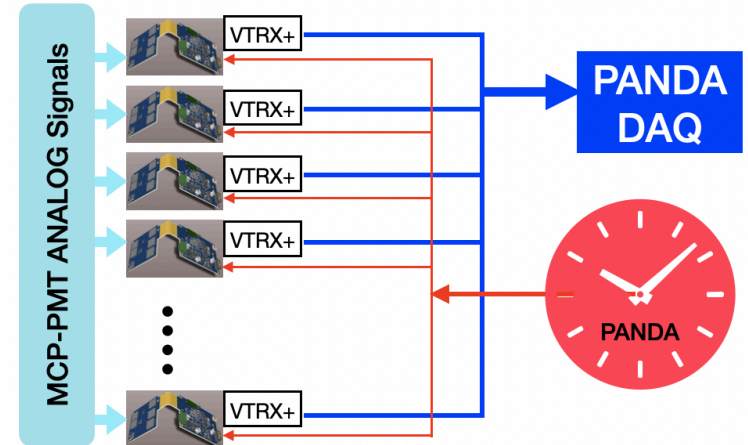 MCP-PMT ANALOG Signals
VTRX+
VTRX+
VTRX+
VTRX+
VTRX+
PANDA
DAQ
PANDA